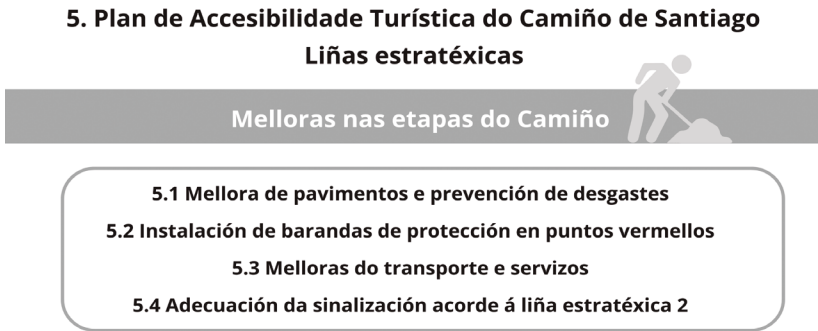 5. Plan de Accesibilidade Turística do Camiño de Santiago
Liñas estratéxicas
Melloras nas etapas do Camiño
5.1 Mellora de pavimentos e prevención de desgastes
5.2 Instalación de barandas de protección en puntos vermellos
5.3 Melloras do transporte e servizos
5.4 Adecuación da sinalización acorde á liña estratéxica 2